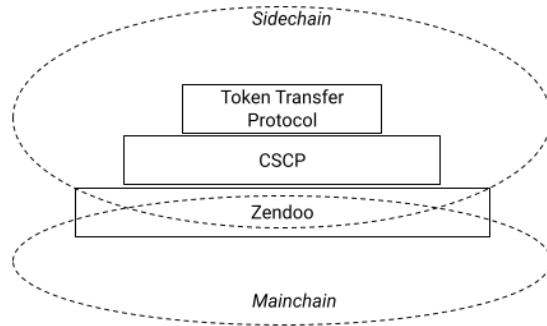 Sidechain
Token Transfer
Protocol
CSCP
Zendoo
Mainchain